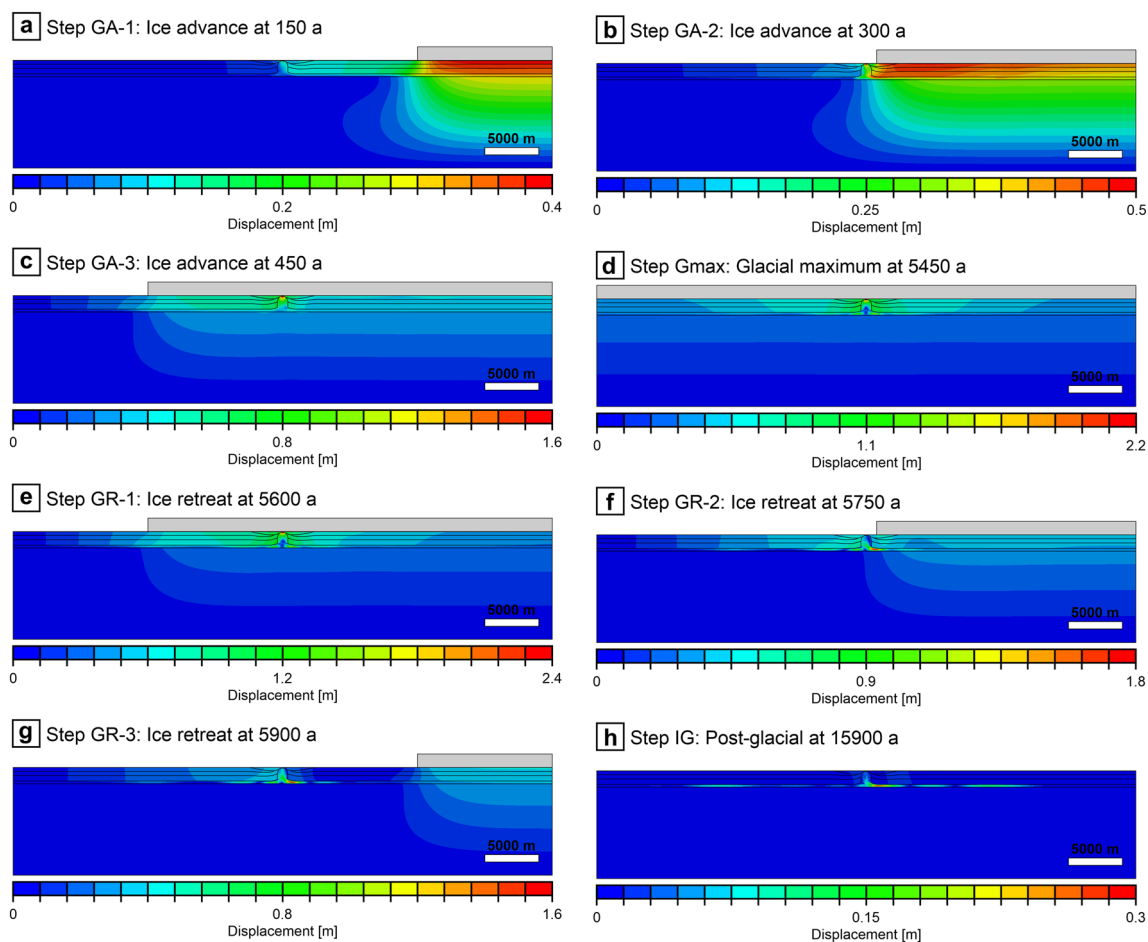 a Step GA-1: Ice advance at 150 a
5000 m
0 0.2 0.4
Displacement [m]
b Step GA-2: Ice advance at 300 a
5000 m
0 0.25 0.5
Displacement [m]
c Step GA-3: Ice advance at 450 a
5000 m
0 0.8 1.6
Displacement [m]
d Step Gmax: Glacial maximum at 5450 a
5000 m
0 1.1 2.2
Displacement [m]
e Step GR-1: Ice retreat at 5600 a
5000 m
0 1.2 2.4
Displacement [m]
f Step GR-2: Ice retreat at 5750 a
5000 m
0 0.9 1.8
Displacement [m]
g Step GR-3: Ice retreat at 5900 a
5000 m
0 0.8 1.6
Displacement [m]
h Step IG: Post-glacial at 15900 a
5000 m
0 0.15 0.3
Displacement [m]